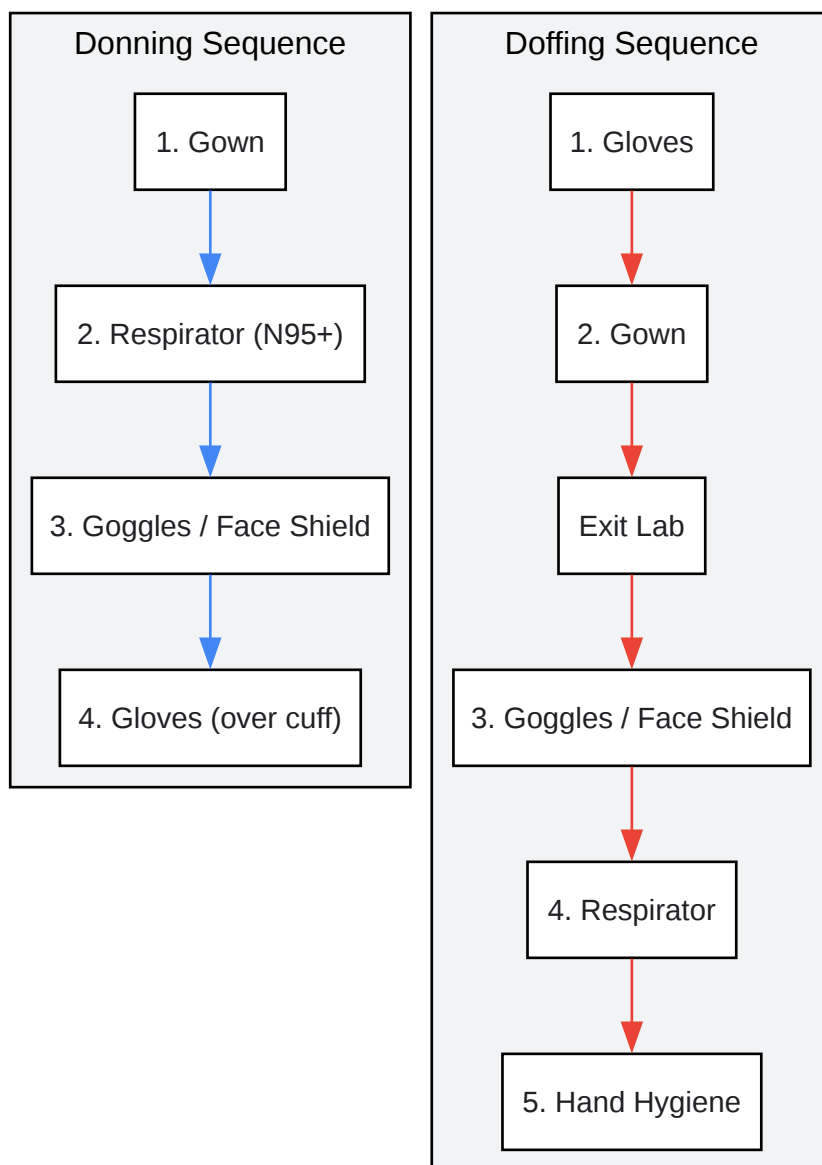 Donning Sequence
1. Gown
2. Respirator (N95+)
3. Goggles / Face Shield
4. Gloves (over cuff)
Doffing Sequence
1. Gloves
2. Gown
Exit Lab
3. Goggles / Face Shield
4. Respirator
5. Hand Hygiene